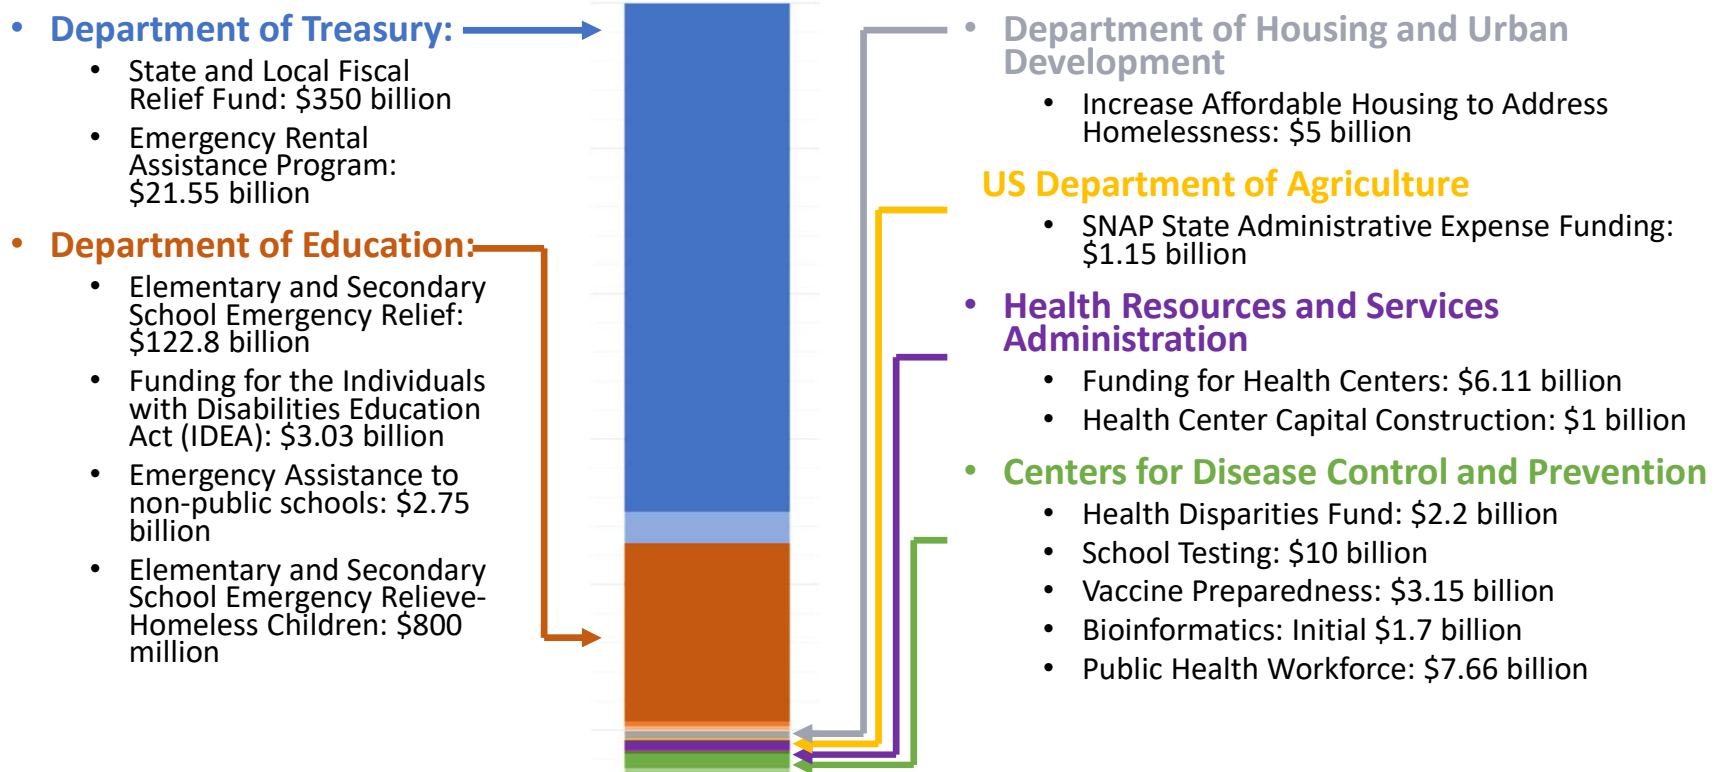 • Department of Treasury:
• State and Local Fiscal
Relief Fund: $350 billion
• Emergency Rental
Assistance Program:
$21.55 billion
• Department of Education:
• Elementary and Secondary
School Emergency Relief:
$122.8 billion
• Funding for the Individuals
with Disabilities Education
Act (IDEA): $3.03 billion
• Emergency Assistance to
non-public schools: $2.75
billion
• Elementary and Secondary
School Emergency Relieve-
Homeless Children: $800
million
• Department of Housing and Urban
Development
• Increase Affordable Housing to Address
Homelessness: $5 billion
US Department of Agriculture
• SNAP State Administrative Expense Funding:
$1.15 billion
• Health Resources and Services
Administration
• Funding for Health Centers: $6.11 billion
• Health Center Capital Construction: $1 billion
• Centers for Disease Control and Prevention
• Health Disparities Fund: $2.2 billion
• School Testing: $10 billion
• Vaccine Preparedness: $3.15 billion
• Bioinformatics: Initial $1.7 billion
• Public Health Workforce: $7.66 billion